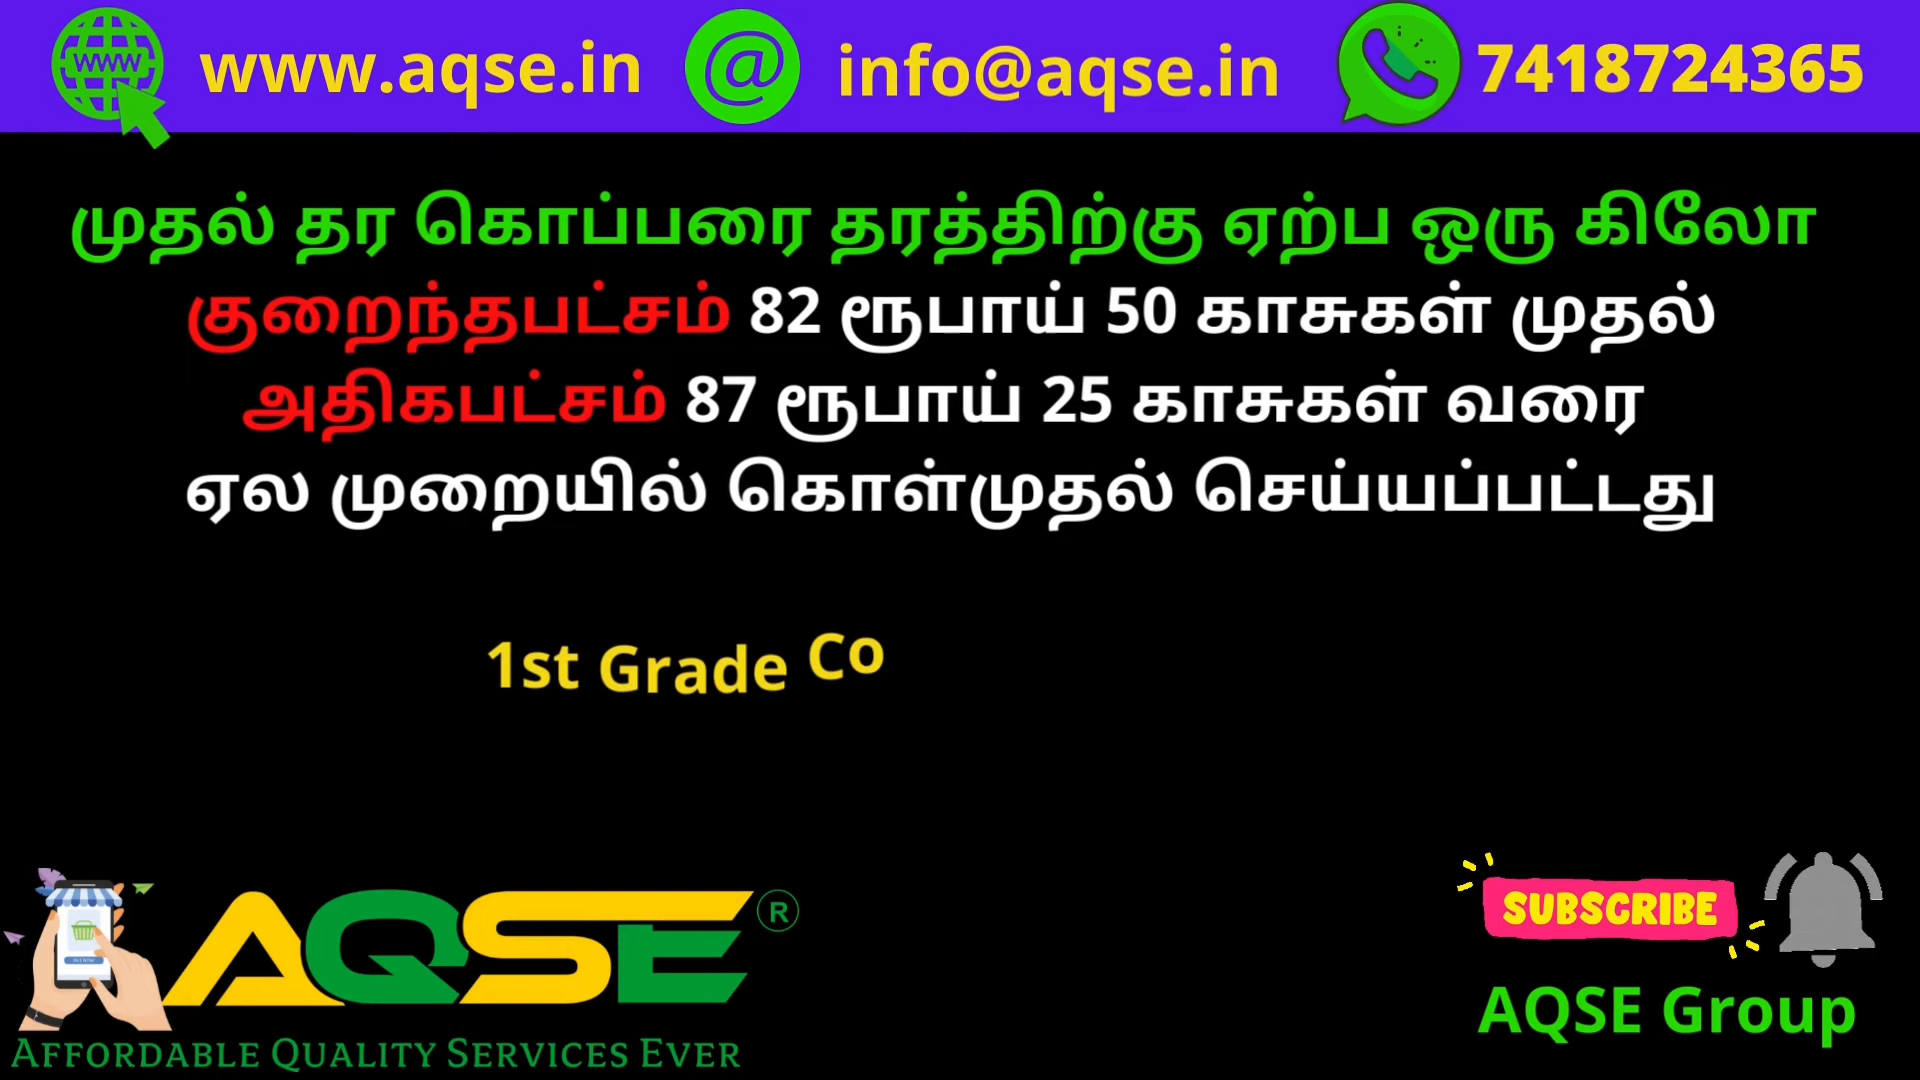 www.aqse.in
info@aqse.in
7418724365
முதல் தர கொப்பரை தரத்திற்கு ஏற்ப ஒரு கிலோ
குறைந்தபட்சம் 82 ரூபாய் 50 காசுகள் முதல்
அதிகபட்சம் 87 ரூபாய் 25 காசுகள் வரை
ஏல முறையில் கொள்முதல் செய்யப்பட்டது
1st Grade Co
AQSE ®
AFFORDABLE QUALITY SERVICES EVER
SUBSCRIBE
AQSE Group
WWW